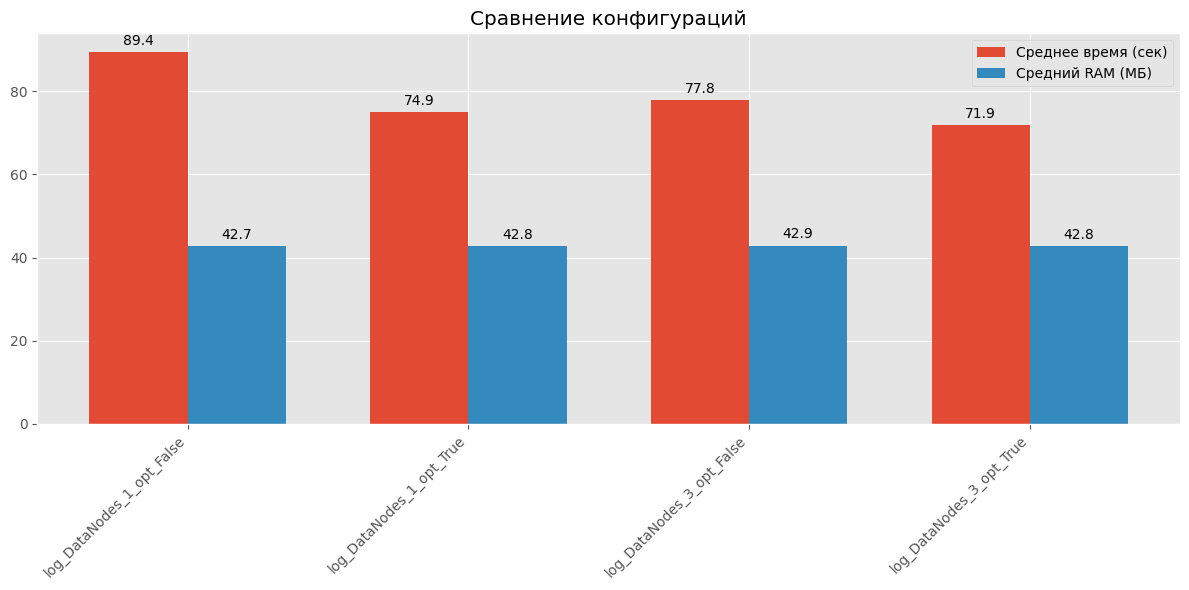 Сравнение конфигураций
Среднее время (сек)
Средний RAM (МБ)
89.4
74.9
77.8
71.9
42.7
42.8
42.9
42.8
80
60
40
20
0
log_DataNodes_1_opt_False
log_DataNodes_1_opt_True
log_DataNodes_3_opt_False
log_DataNodes_3_opt_True